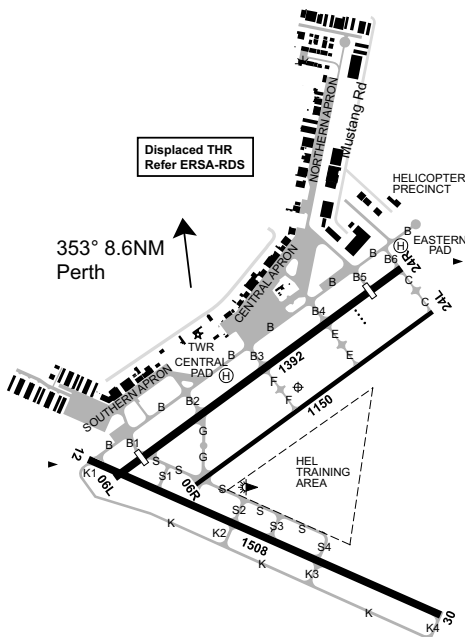 Displaced THR
Refer ERSA-RDS
NORTHERN APRON
Mustang Rd
HELICOPTER
PRECINCT
B
EASTERN
PAD
H
B
B6
24R
353° 8.6NM
Perth
CENTRAL APRON
B
B5
C
C
24L
B
B4
TWR
B
E
E
CENTRAL
PAD
H
B
B3
1392
SOUTHERN APRON
F
F
1150
B
B2
B
B1
G
G
12
K1
06L
S
S
S1
06R
S
HEL
TRAINING
AREA
S2
S
S3
S
S4
K
K2
1508
K
K3
K
K4
30